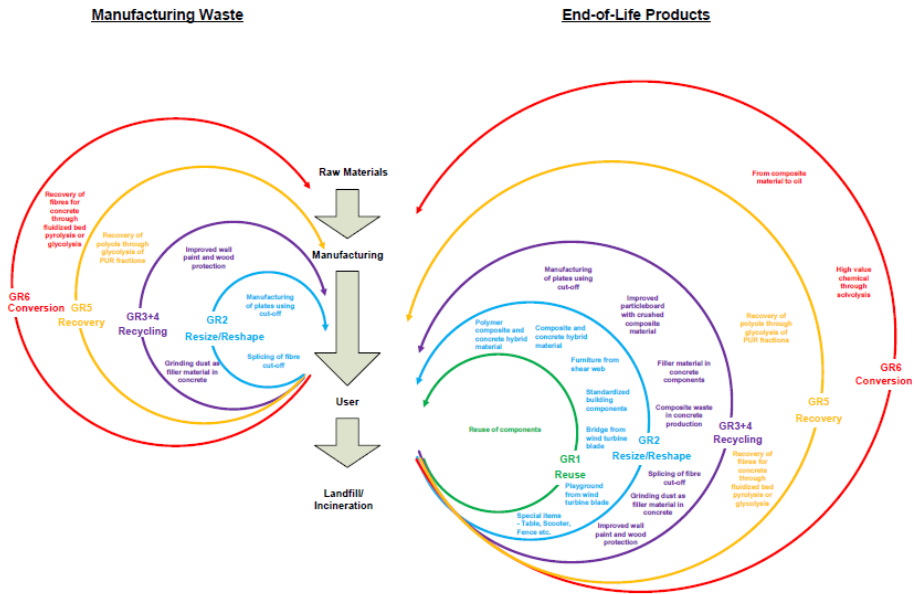 Manufacturing Waste
End-of-Life Products
Raw Materials
Manufacturing
User
Landfill/
Incineration
Recovery of
fibres for
concrete
through
fluidized bed
pyrolysis or
glycolysis
GR6
Conversion
Recovery of
polyole through
glycolysis of
PUR fractions
GR5
Recovery
Improved wall
paint and wood
protection
GR3+4
Recycling
Grinding dust as
filler material in
concrete
Manufacturing
of plates using
cut-off
GR2
Resize/Reshape
Splicing of fibre
cut-off
From composite
material to oil
High value
chemical
through
solvolysis
GR6
Conversion
Recovery of
polyole through
glycolysis of
PUR fractions
GR5
Recovery
Recovery of
fibres for
concrete
through
fluidized bed
pyrolysis or
glycolysis
Manufacturing
of plates using
cut-off
Improved
particleboard
with crushed
composite
material
Filler material in
concrete
components
Composite waste
in concrete
production
GR3+4
Recycling
Splicing of fibre
cut-off
Grinding dust as
filler material in
concrete
Improved wall
paint and wood
protection
Polymer
composite and
concrete hybrid
material
Composite and
concrete hybrid
material
Furniture from
shear web
Standardized
building
components
Bridge from
wind turbine
blade
GR2
Resize/Reshape
Playground
from wind
turbine blade
Special items
- Table, Scooter,
Fence etc.
Reuse of components
GR1
Reuse